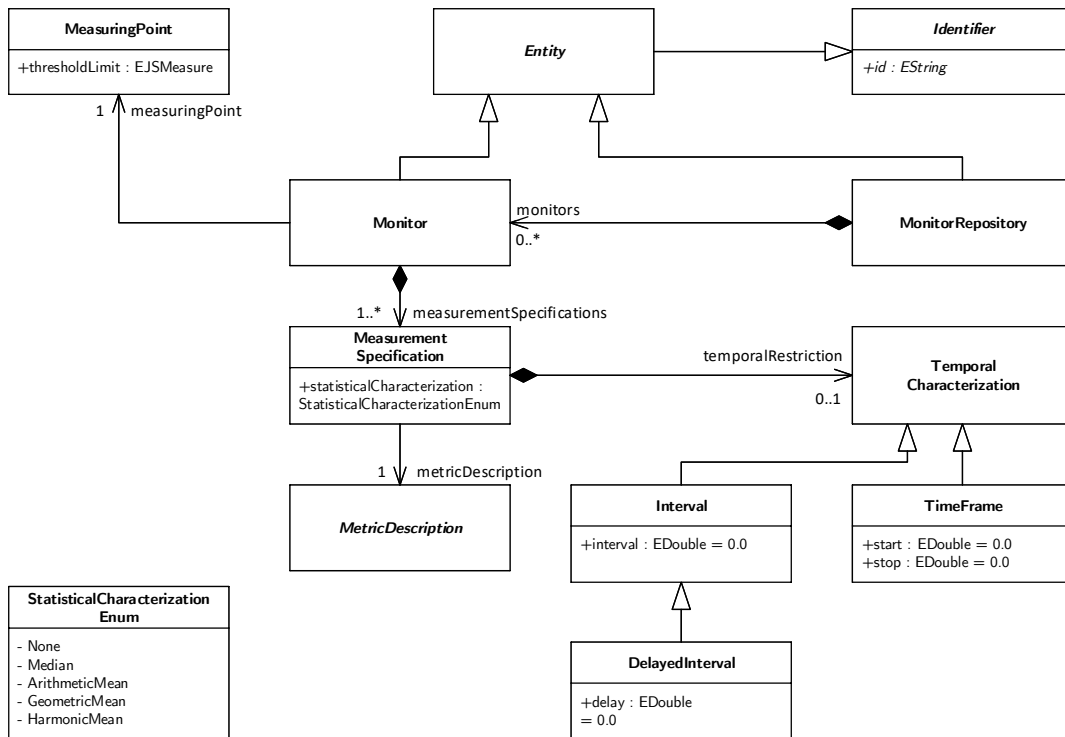 MeasuringPoint
+thresholdLimit : EJSMeasure
Entity
Identifier
+id : EString
1 measuringPoint
Monitor
monitors
0..*
MonitorRepository
1..* measurementSpecifications
Measurement
Specification
+statisticalCharacterization :
StatisticalCharacterizationEnum
temporalRestriction
0..1
Temporal
Characterization
1 metricDescription
MetricDescription
Interval
+interval : EDouble = 0.0
TimeFrame
+start : EDouble = 0.0
+stop : EDouble = 0.0
StatisticalCharacterization
Enum
- None
- Median
- ArithmeticMean
- GeometricMean
- HarmonicMean
DelayedInterval
+delay : EDouble
= 0.0